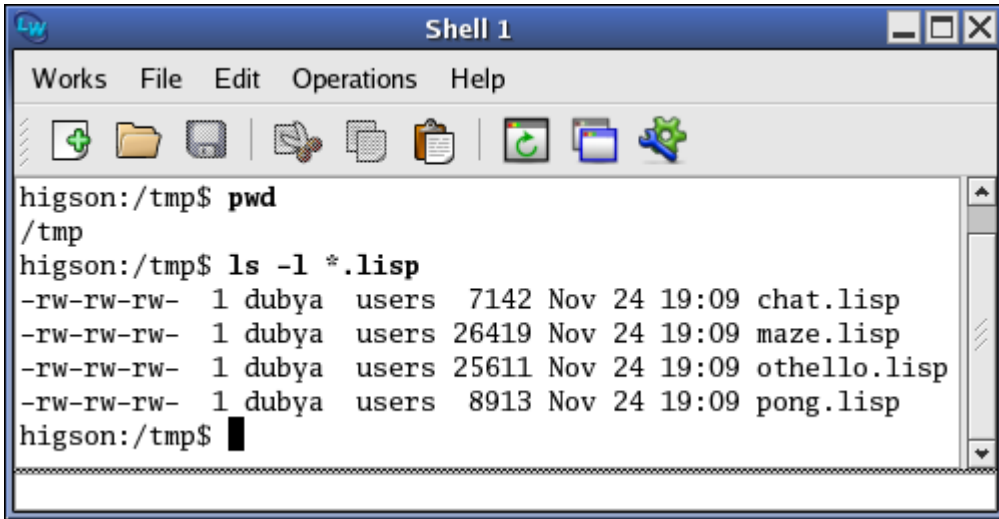 LW
Shell 1
Works File Edit Operations Help
higson:/tmp$ pwd
/tmp
higson:/tmp$ ls -l *.lisp
-rw-rw-rw-  1 dubya  users  7142 Nov 24 19:09 chat.lisp
-rw-rw-rw-  1 dubya  users 26419 Nov 24 19:09 maze.lisp
-rw-rw-rw-  1 dubya  users 25611 Nov 24 19:09 othello.lisp
-rw-rw-rw-  1 dubya  users  8913 Nov 24 19:09 pong.lisp
higson:/tmp$